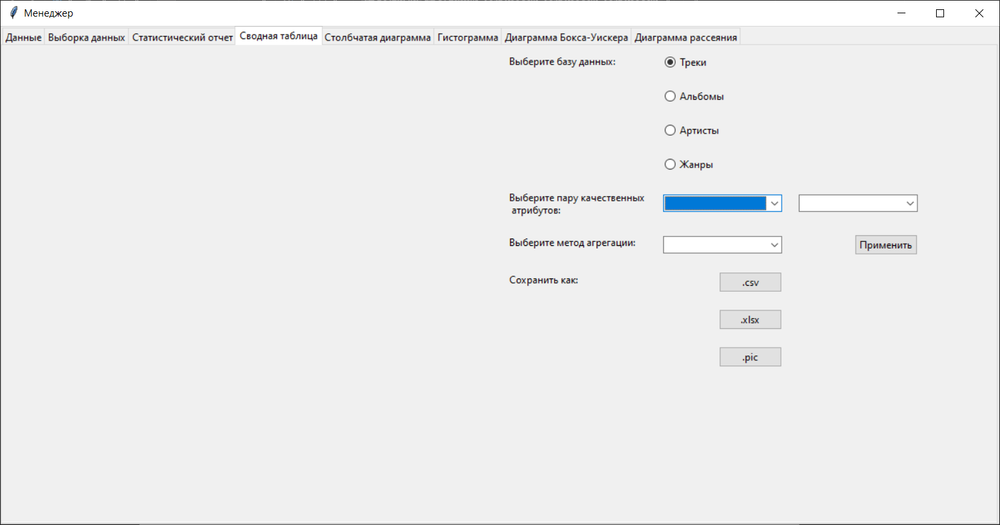 Менеджер
Данные Выборка данных Статистический отчет Сводная таблица Столбчатая диаграмма Гистограмма Диаграмма Бокса-Уискера Диаграмма рассеяния
Выберите базу данных: Треки
Альбомы
Артисты
Жанры
Выберите пару качественных
атрибутов:
Выберите метод агрегации: Применить
Сохранить как: .csv
.xlsx
.pic